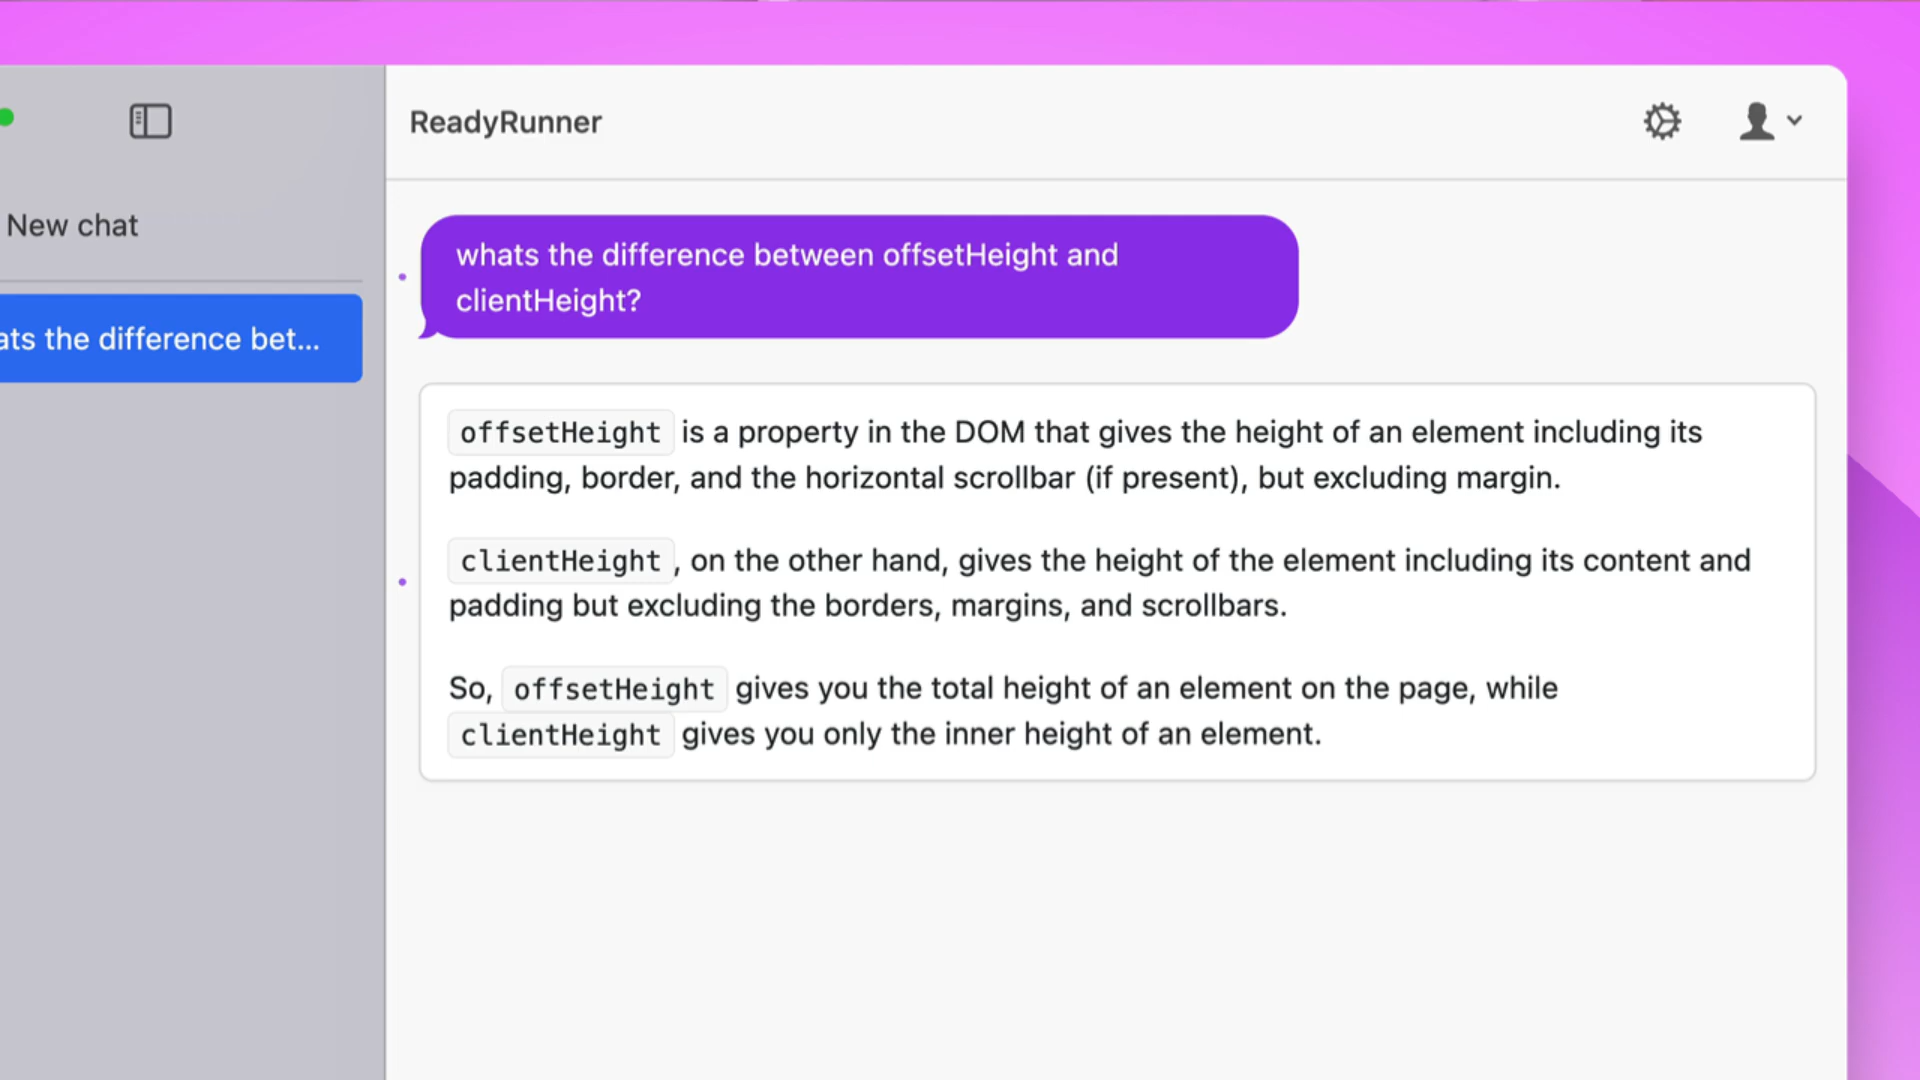 ReadyRunner
New chat
ats the difference bet...
whats the difference between offsetHeight and
clientHeight?
offsetHeight is a property in the DOM that gives the height of an element including its
padding, border, and the horizontal scrollbar (if present), but excluding margin.
clientHeight, on the other hand, gives the height of the element including its content and
padding but excluding the borders, margins, and scrollbars.
So, offsetHeight gives you the total height of an element on the page, while
clientHeight gives you only the inner height of an element.